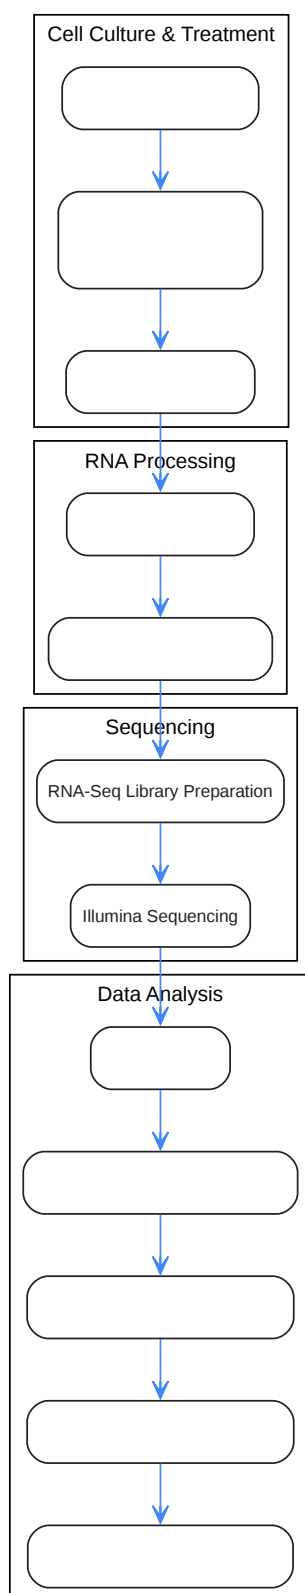 Cell Culture & Treatment
RNA Processing
Sequencing
RNA-Seq Library Preparation
Illumina Sequencing
Data Analysis